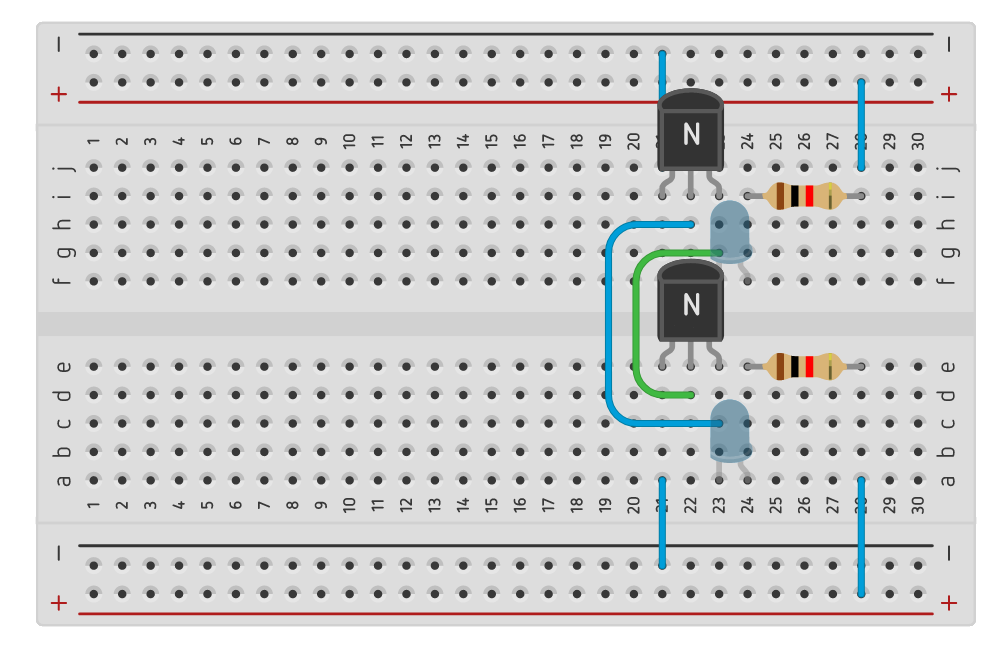 − −
+ +
1 2 3 4 5 6 7 8 9 10 11 12 13 14 15 16 17 18 19 20 24 25 26 27 28 29 30
N
j j
i i
h h
g g
f f
N
e e
d d
c c
b b
a a
1 2 3 4 5 6 7 8 9 10 11 12 13 14 15 16 17 18 19 20 21 22 23 24 25 26 27 28 29 30
− −
+ +